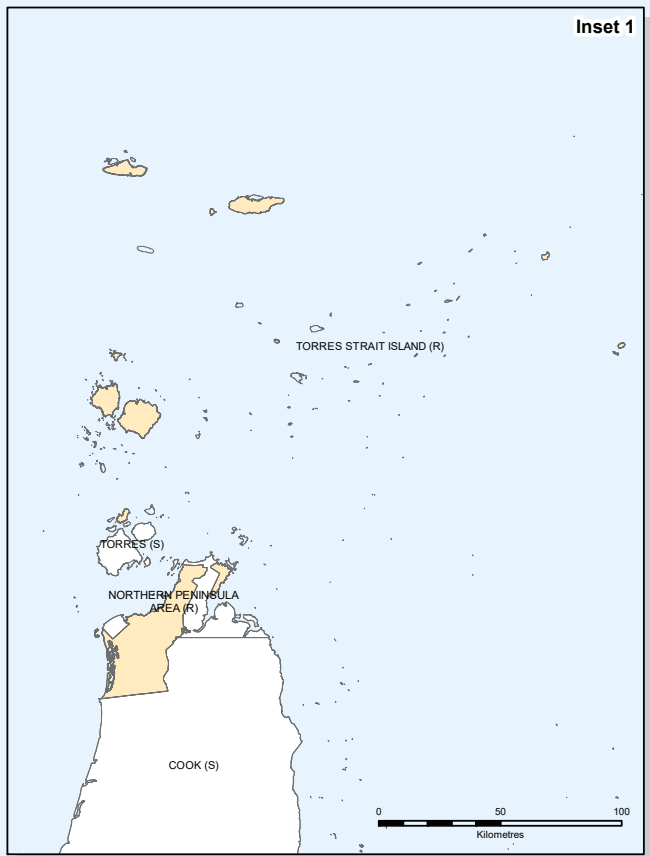 Inset 1
TORRES STRAIT ISLAND (R)
TORRES (S)
NORTHERN PENINSULA
AREA (R)
COOK (S)
0 50 100
Kilometres